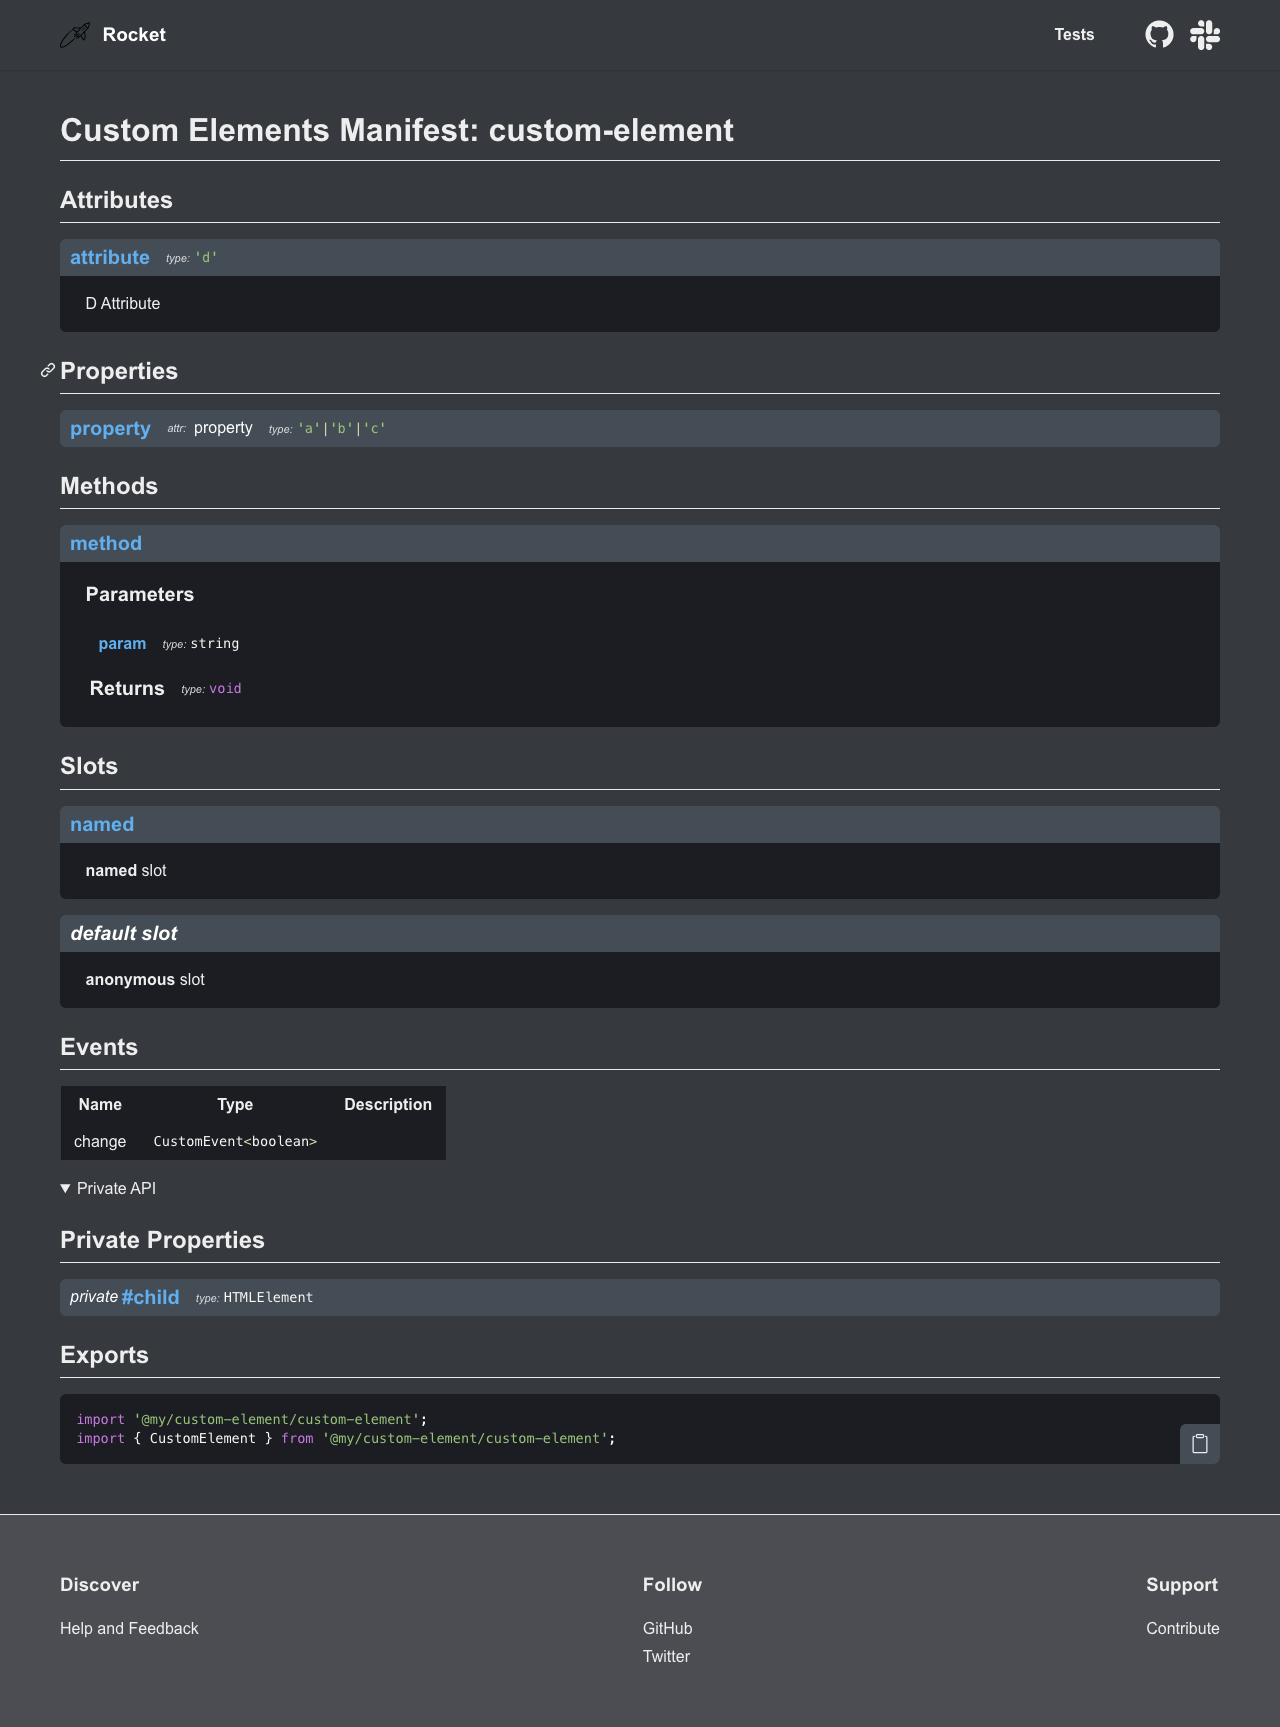 Rocket
Tests
Custom Elements Manifest: custom-element
Attributes
attribute type: 'd'
D Attribute
Properties
property attr: property type: 'a'|'b'|'c'
Methods
method
Parameters
param type: string
Returns type: void
Slots
named
named slot
default slot
anonymous slot
Events
Name Type Description
change CustomEvent<boolean>
▼ Private API
Private Properties
private #child type: HTMLElement
Exports
import '@my/custom-element/custom-element';
import { CustomElement } from '@my/custom-element/custom-element';
Discover Follow Support
Help and Feedback GitHub Contribute
Twitter